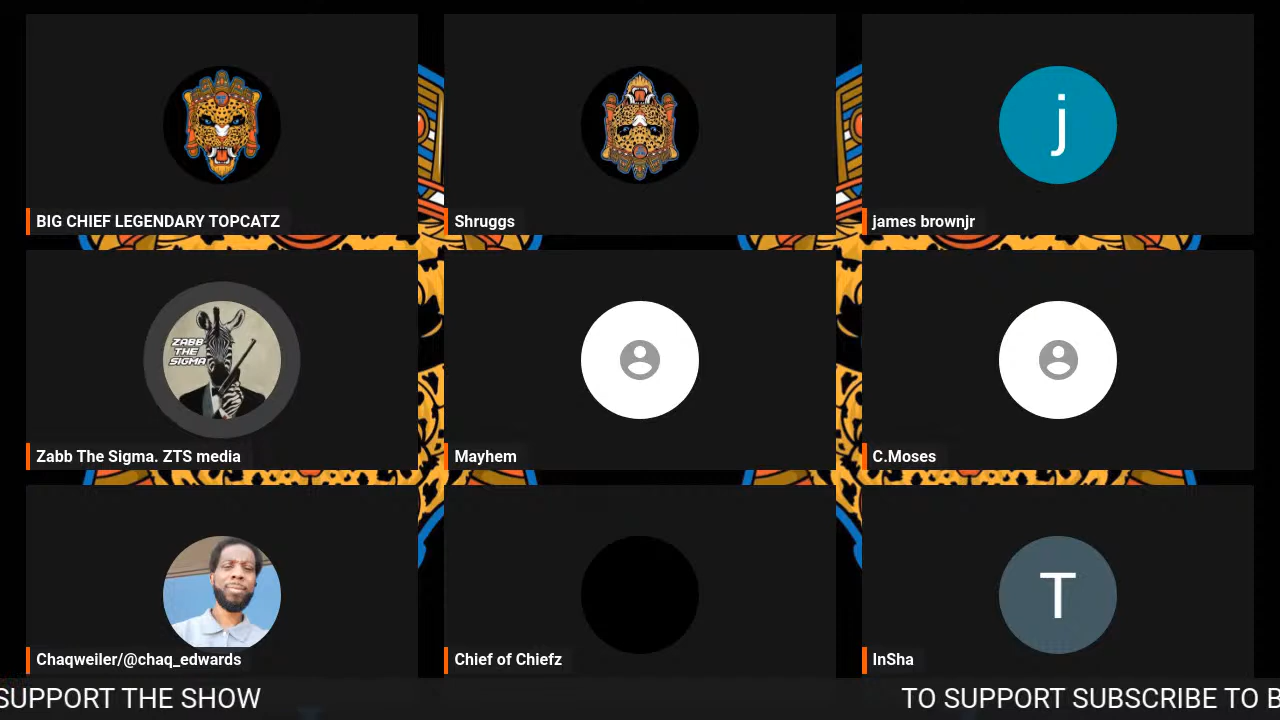 BIG CHIEF LEGENDARY TOPCATZ
Shruggs
j
james brownjr
ZABB
THE
SIGMA
Zabb The Sigma. ZTS media
Mayhem
C.Moses
Chaqweiler/@chaq_edwards
Chief of Chiefz
T
InSha
SUPPORT THE SHOW
TO SUPPORT SUBSCRIBE TO B